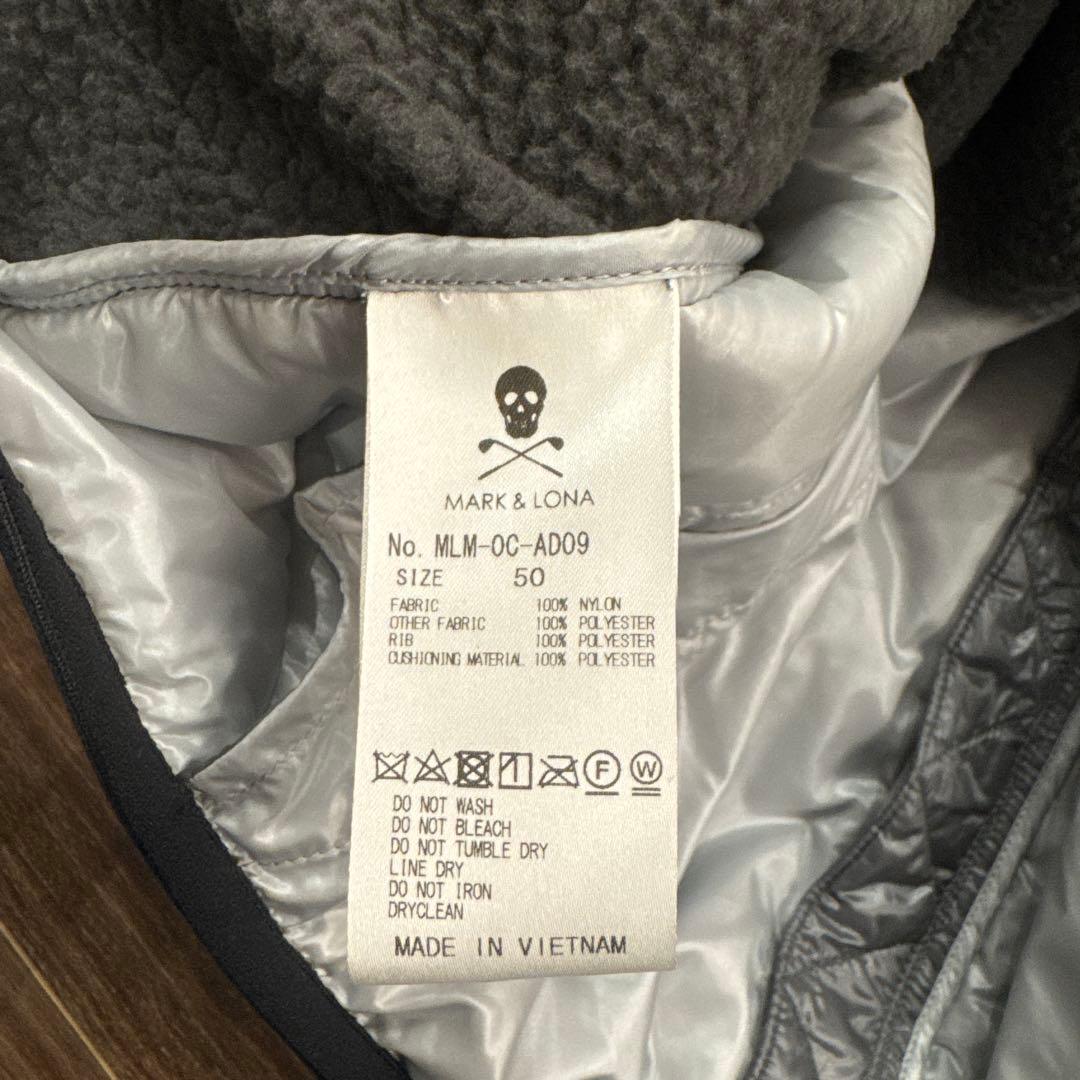 MARK & LONA
No. MLM-OC-AD09
SIZE 50
FABRIC 100% NYLON
OTHER FABRIC 100% POLYESTER
RIB 100% POLYESTER
CUSHIONING MATERIAL 100% POLYESTER
F W
DO NOT WASH
DO NOT BLEACH
DO NOT TUMBLE DRY
LINE DRY
DO NOT IRON
DRYCLEAN
MADE IN VIETNAM